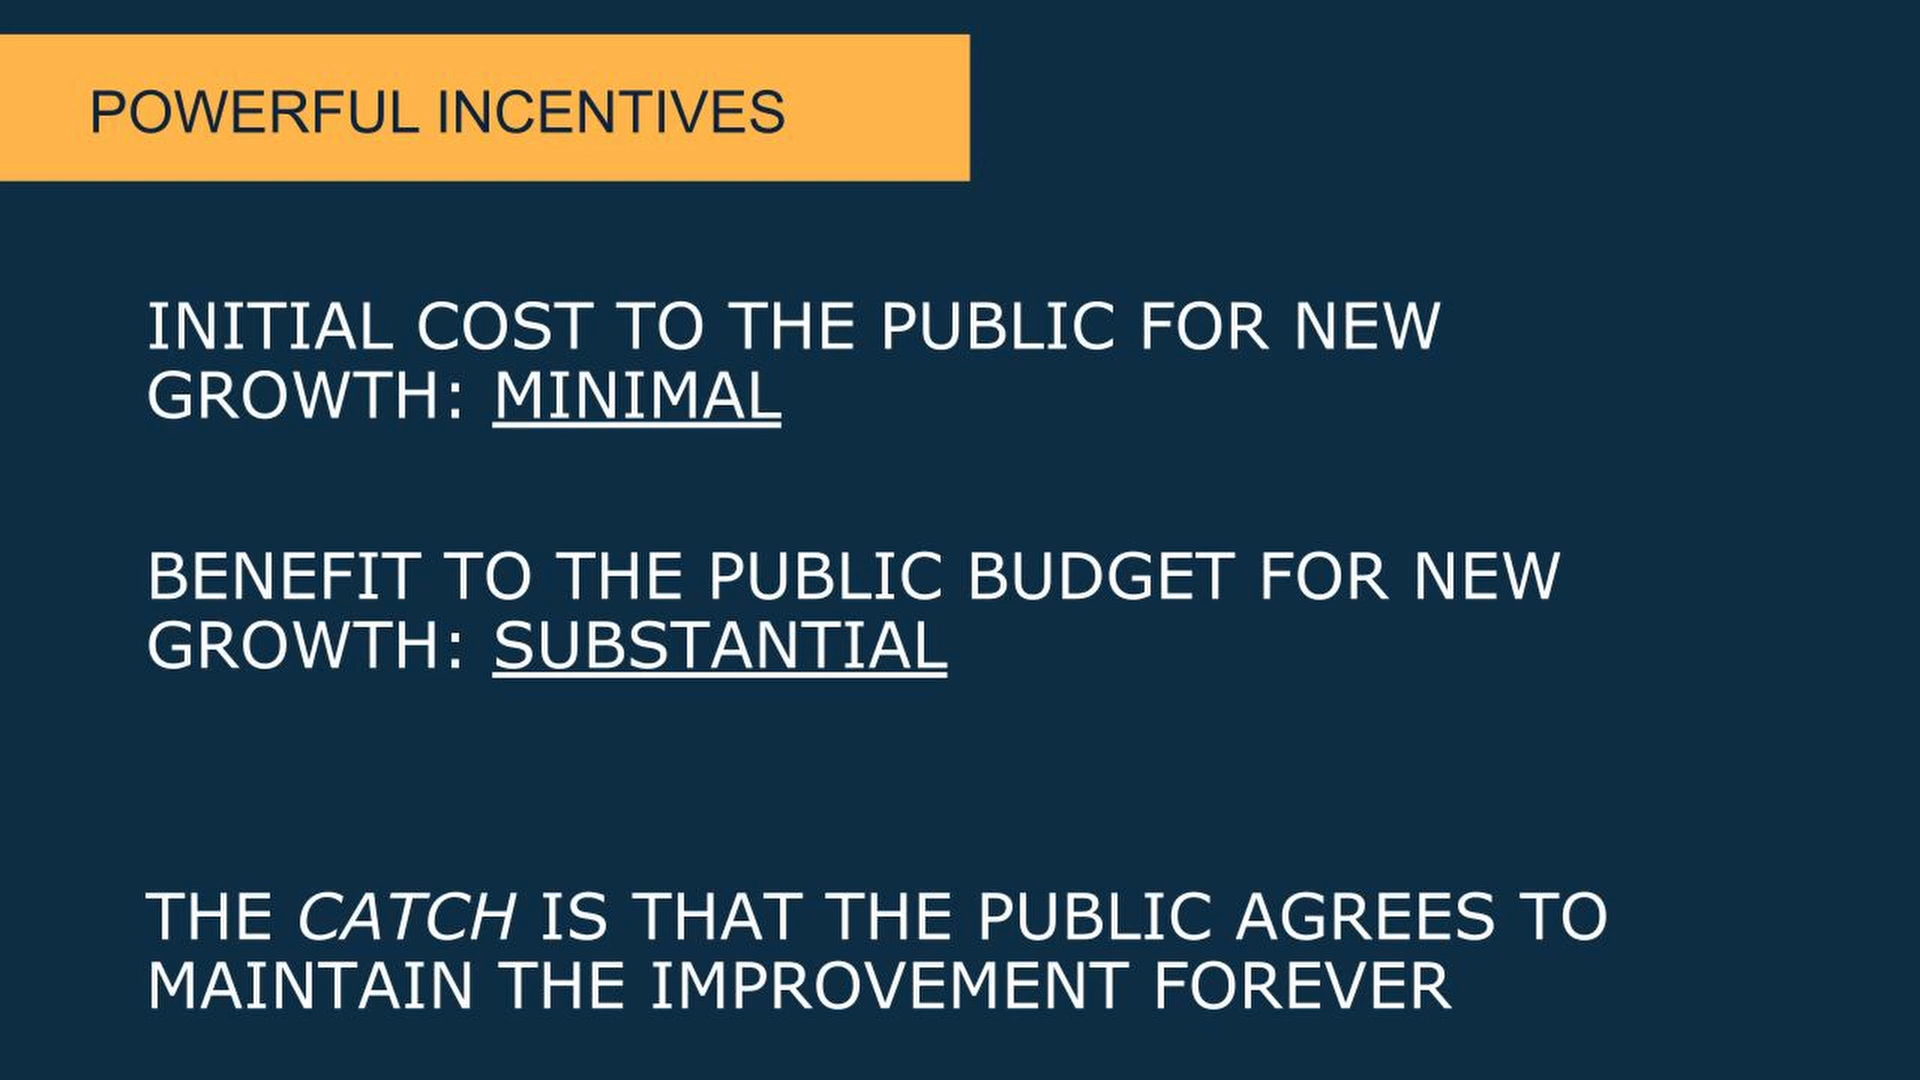 POWERFUL INCENTIVES
INITIAL COST TO THE PUBLIC FOR NEW
GROWTH: MINIMAL
BENEFIT TO THE PUBLIC BUDGET FOR NEW
GROWTH: SUBSTANTIAL
THE CATCH IS THAT THE PUBLIC AGREES TO
MAINTAIN THE IMPROVEMENT FOREVER